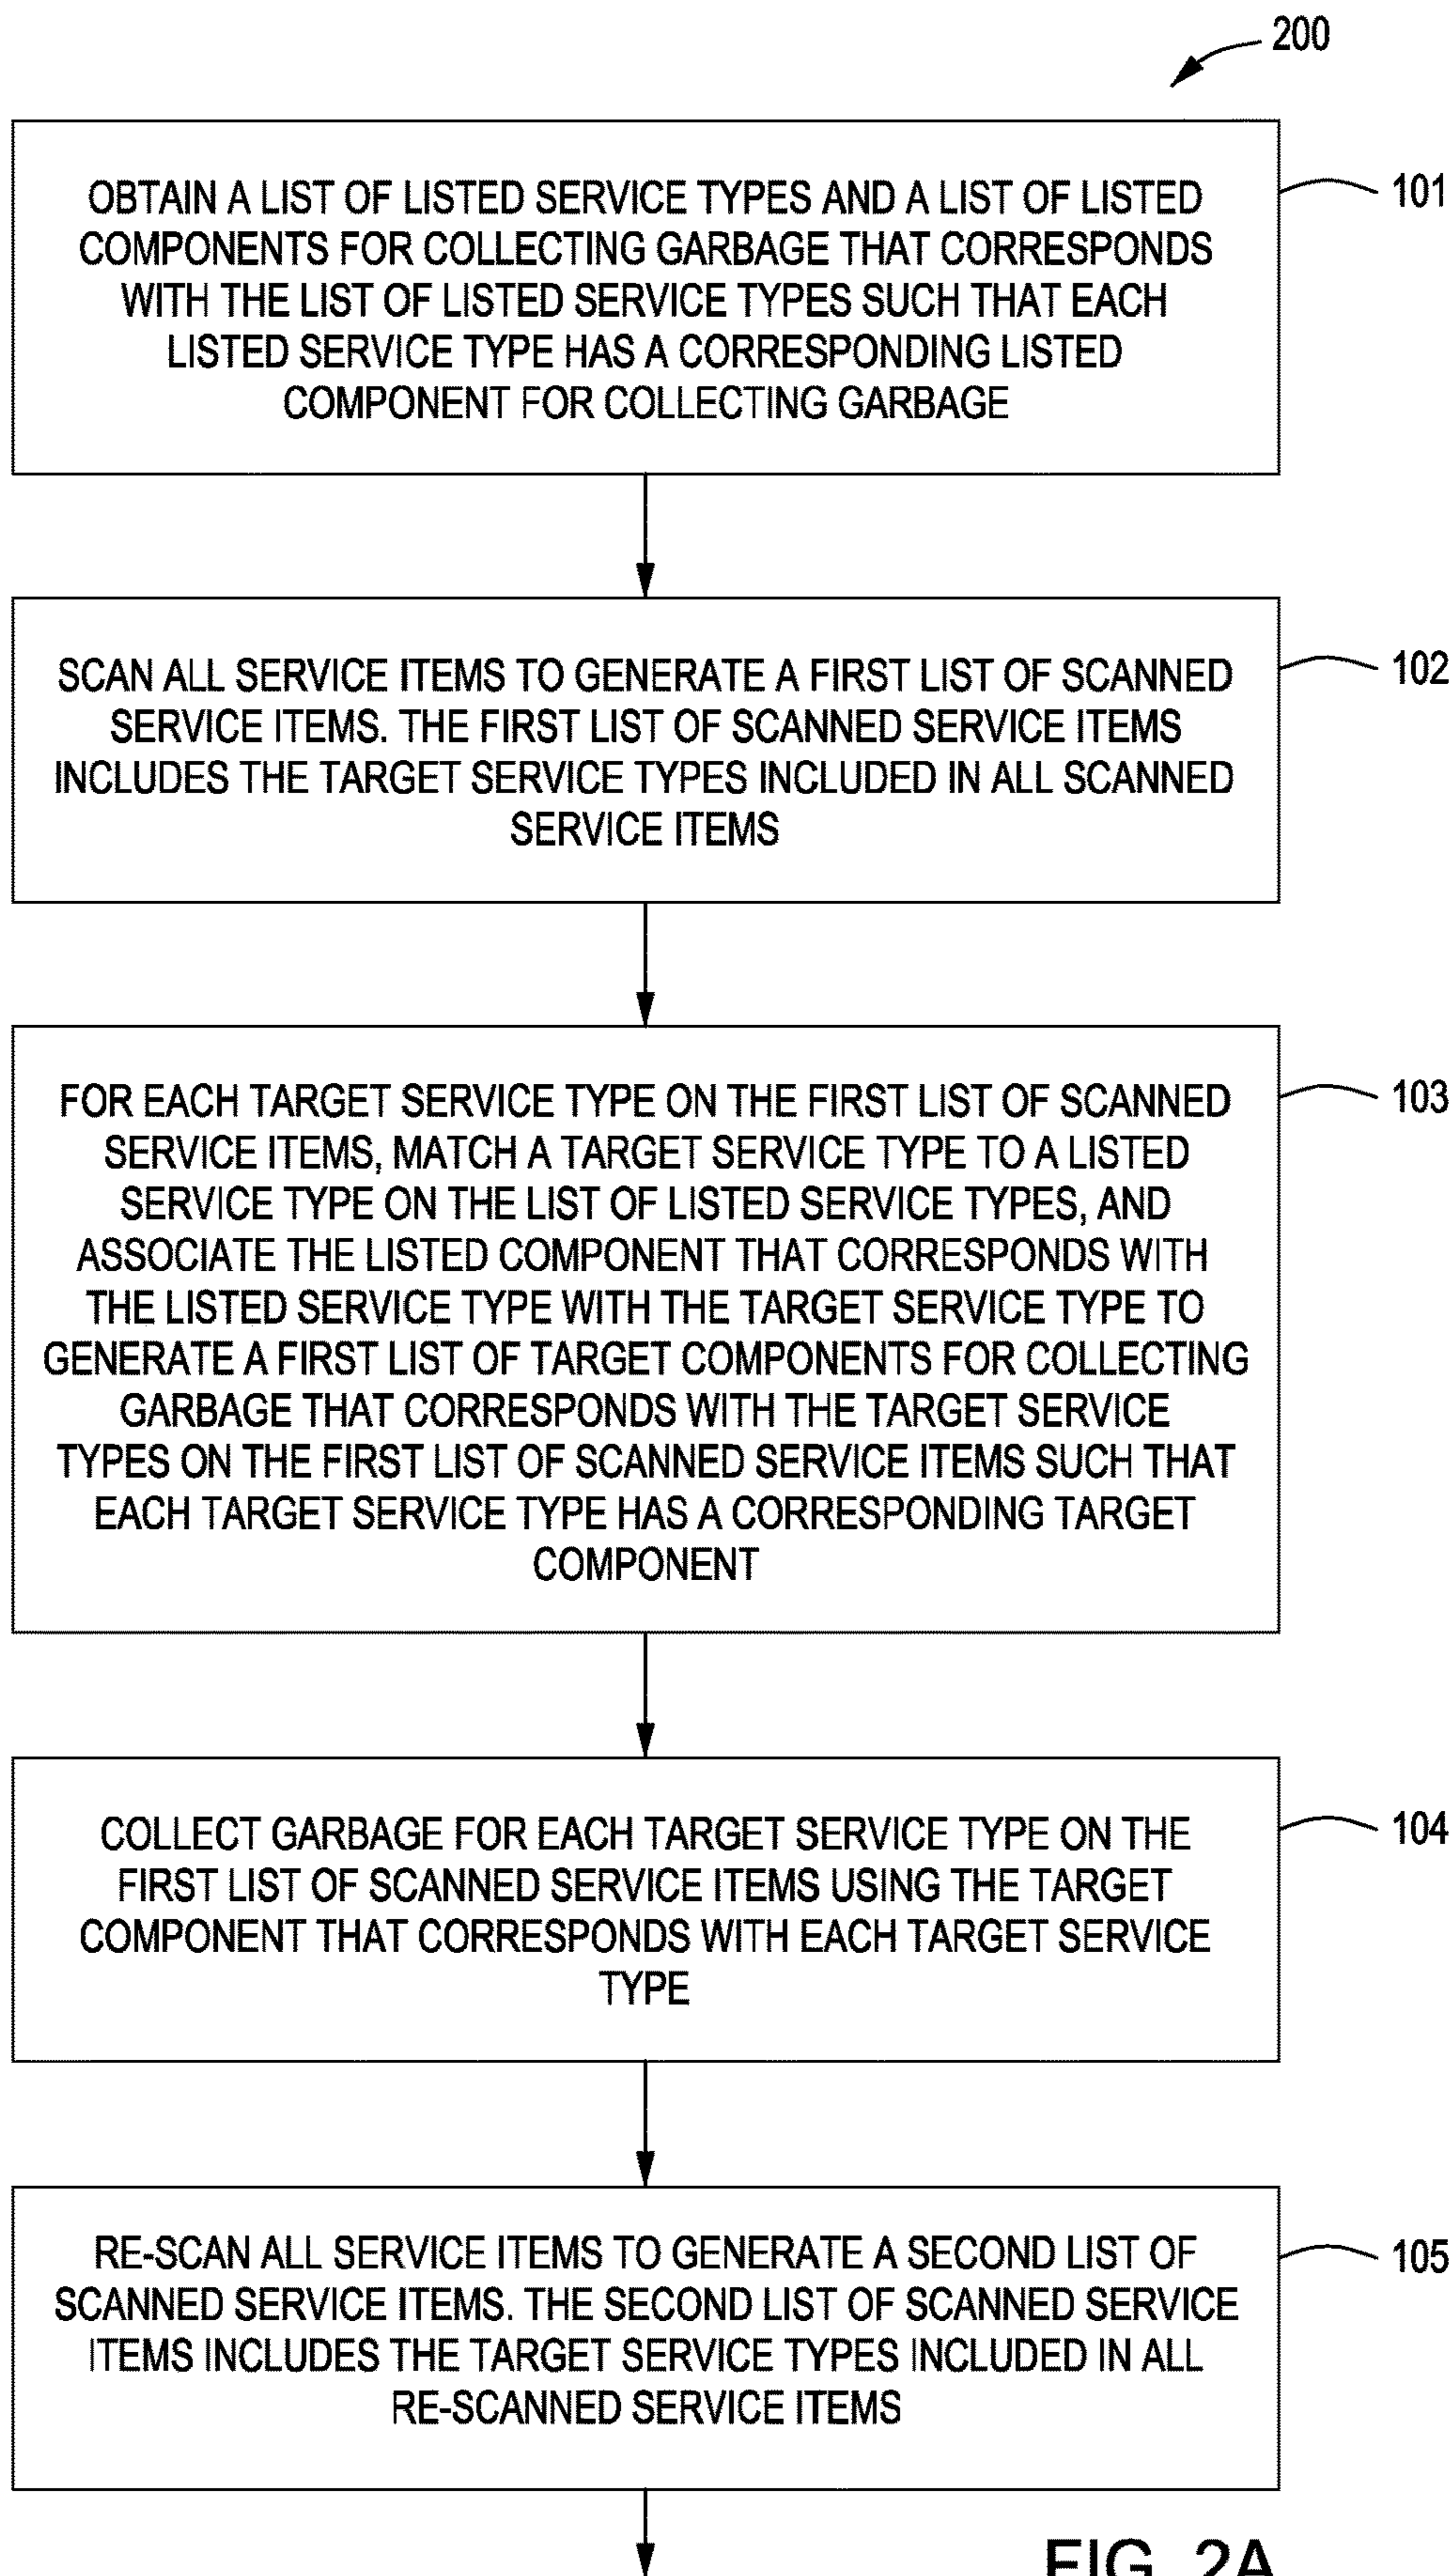 200
OBTAIN A LIST OF LISTED SERVICE TYPES AND A LIST OF LISTED
COMPONENTS FOR COLLECTING GARBAGE THAT CORRESPONDS
WITH THE LIST OF LISTED SERVICE TYPES SUCH THAT EACH
LISTED SERVICE TYPE HAS A CORRESPONDING LISTED
COMPONENT FOR COLLECTING GARBAGE
101
SCAN ALL SERVICE ITEMS TO GENERATE A FIRST LIST OF SCANNED
SERVICE ITEMS. THE FIRST LIST OF SCANNED SERVICE ITEMS
INCLUDES THE TARGET SERVICE TYPES INCLUDED IN ALL SCANNED
SERVICE ITEMS
102
FOR EACH TARGET SERVICE TYPE ON THE FIRST LIST OF SCANNED
SERVICE ITEMS, MATCH A TARGET SERVICE TYPE TO A LISTED
SERVICE TYPE ON THE LIST OF LISTED SERVICE TYPES, AND
ASSOCIATE THE LISTED COMPONENT THAT CORRESPONDS WITH
THE LISTED SERVICE TYPE WITH THE TARGET SERVICE TYPE TO
GENERATE A FIRST LIST OF TARGET COMPONENTS FOR COLLECTING
GARBAGE THAT CORRESPONDS WITH THE TARGET SERVICE
TYPES ON THE FIRST LIST OF SCANNED SERVICE ITEMS SUCH THAT
EACH TARGET SERVICE TYPE HAS A CORRESPONDING TARGET
COMPONENT
103
COLLECT GARBAGE FOR EACH TARGET SERVICE TYPE ON THE
FIRST LIST OF SCANNED SERVICE ITEMS USING THE TARGET
COMPONENT THAT CORRESPONDS WITH EACH TARGET SERVICE
TYPE
104
RE-SCAN ALL SERVICE ITEMS TO GENERATE A SECOND LIST OF
SCANNED SERVICE ITEMS. THE SECOND LIST OF SCANNED SERVICE
ITEMS INCLUDES THE TARGET SERVICE TYPES INCLUDED IN ALL
RE-SCANNED SERVICE ITEMS
105
FIG. 2A